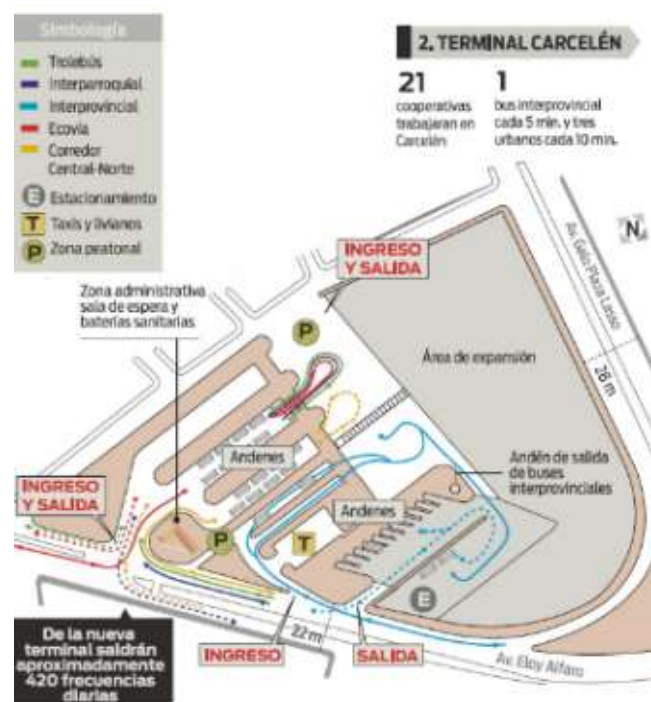 Simbología
Trolebús
Interparroquial
Interprovincial
Ecovía
Corredor
Central-Norte
E Estacionamiento
T Taxis y livianos
P Zona peatonal
2. TERMINAL CARCELÉN
21
cooperativas
trabajaran en
Carcelén
1
bus interprovincial
cada 5 min. y tres
urbanos cada 10 min.
Av. Galo Plaza Lasso
N
INGRESO
Y SALIDA
Zona administrativa
sala de espera y
baterías sanitarias
P
Área de expansión
26 m
Andenes
Andén de salida
de buses
interprovinciales
INGRESO
Y SALIDA
Andenes
P
T
E
De la nueva
terminal saldrán
aproximadamente
420 frecuencias
diarias
22 m
INGRESO
SALIDA
Av. Eloy Alfaro